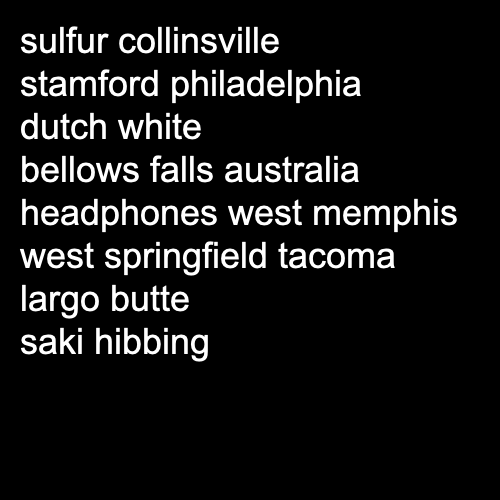 sulfur collinsville
stamford philadelphia
dutch white
bellows falls australia
headphones west memphis
west springfield tacoma
largo butte
saki hibbing